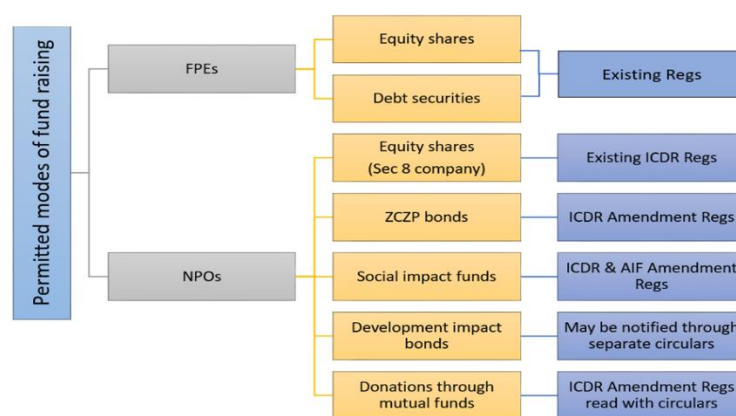 Permitted modes of fund raising
FPEs
Equity shares
Debt securities
Existing Regs
NPOs
Equity shares
(Sec 8 company)
Existing ICDR Regs
ZCZP bonds
ICDR Amendment Regs
Social impact funds
ICDR & AIF Amendment
Regs
Development impact
bonds
May be notified through
separate circulars
Donations through
mutual funds
ICDR Amendment Regs
read with circulars